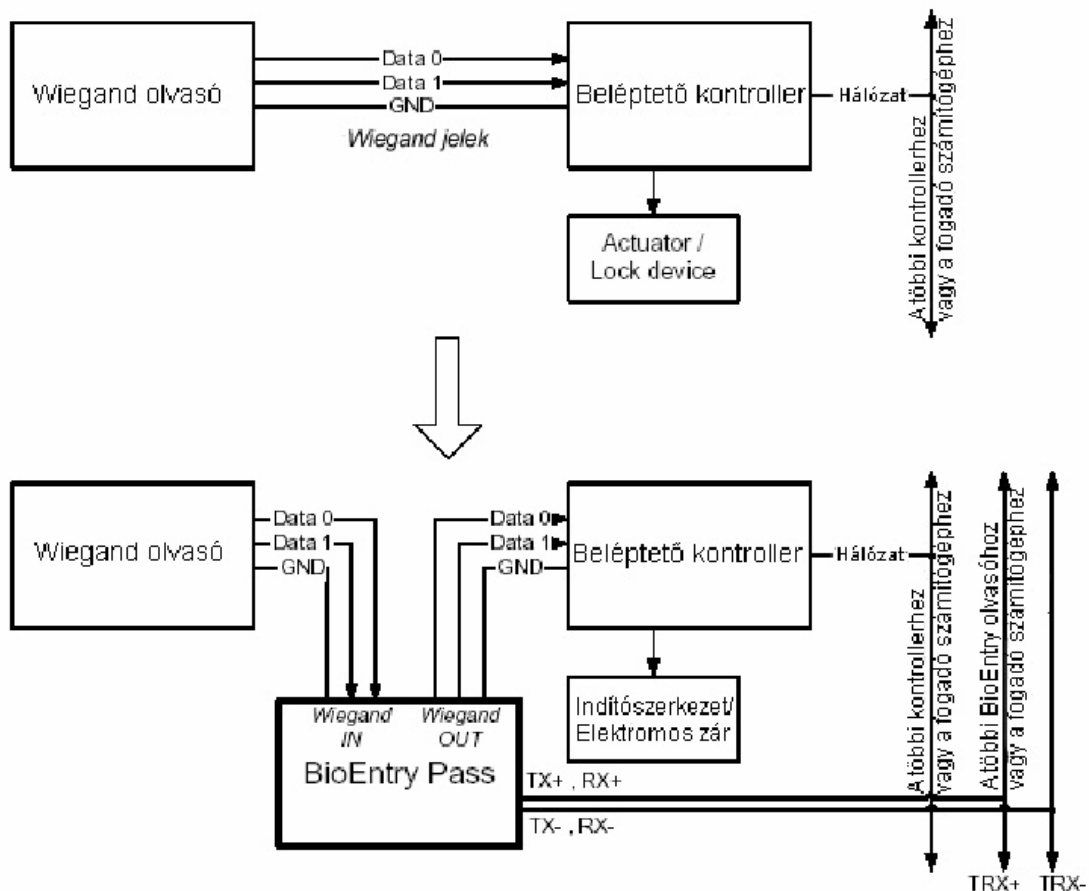 Wiegand olvasó
Data 0
Data 1
GND
Wiegand jelek
Beléptető kontroller
Hálózat
A többi kontrollerhez
vagy a fogadó számítógéphez
Actuator /
Lock device
Wiegand olvasó
Data 0
Data 1
GND
Data 0
Data 1
GND
Beléptető kontroller
Hálózat
A többi kontrollerhez
vagy a fogadó számítógéphez
A többi BioEntry olvasóhoz
vagy a fogadó számítógéphez
Wiegand
IN
Wiegand
OUT
BioEntry Pass
Indítószerkezet/
Elektromos zár
TX+ , RX+
TX- , RX-
TRX+
TRX-